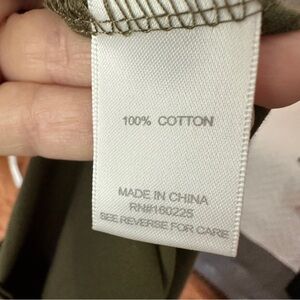 100% COTTON
MADE IN CHINA
RN#160225
SEE REVERSE FOR CARE